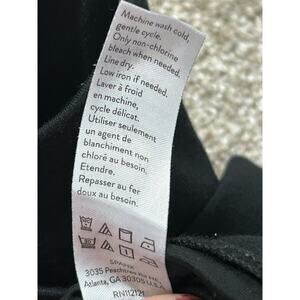 Machine wash cold,
gentle cycle.
Only non-chlorine
bleach when needed.
Line dry.
Low iron if needed.
Laver à froid
en machine,
cycle délicat.
Utiliser seulement
un agent de
blanchiment non
chloré au besoin.
Etendre.
Repasser au fer
doux au besoin.
SPANX
3035 Peachtree Rd NE
Atlanta, GA 30305 U.S.A
RN112121